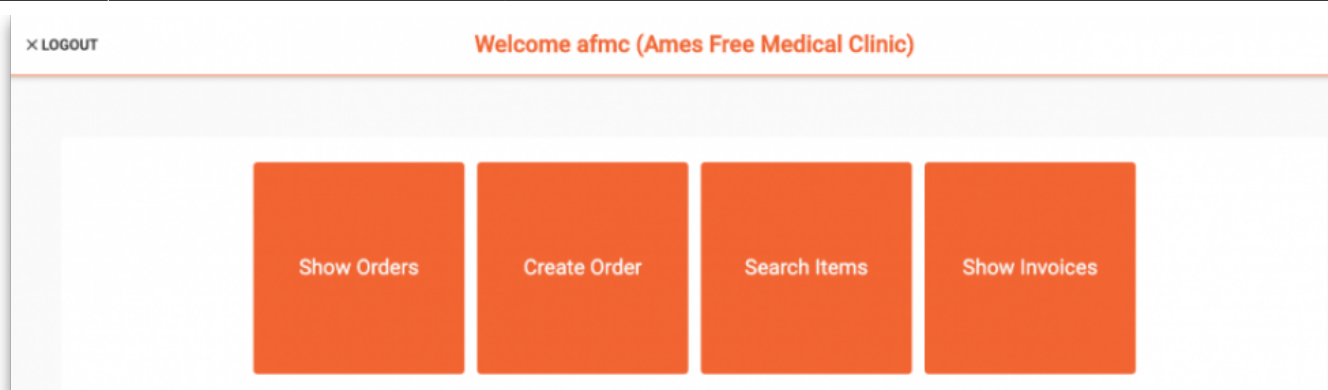 × LOGOUT
Welcome afmc (Ames Free Medical Clinic)
Show Orders
Create Order
Search Items
Show Invoices